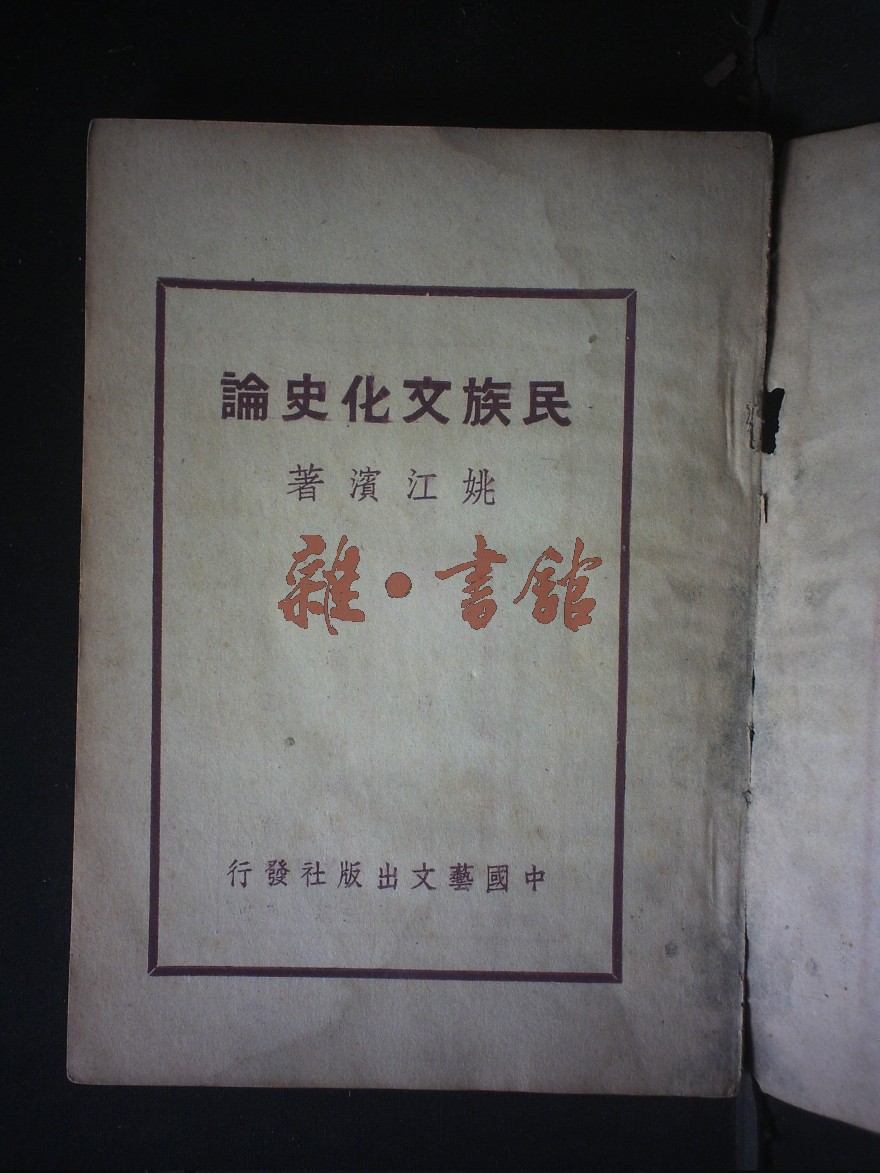 民族文化史論
姚江濱著
雜·書館
中國藝文出版社發行